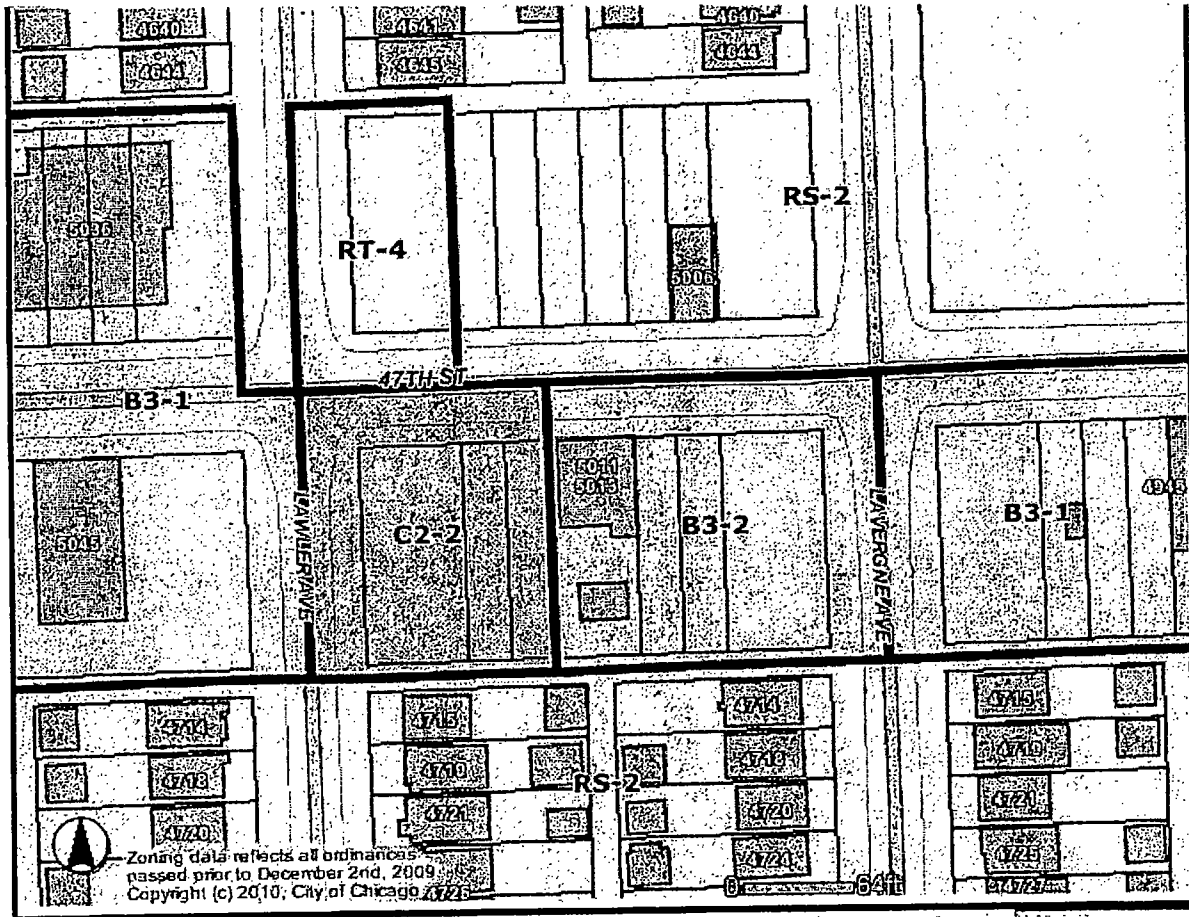 4640 4641 4640
4644 4645 4644
RS-2
5036
RT-4
5006
47TH ST
B3-1
5011
5015
4945
LAWLER AVE
C2-2
B3-2
LAVERGNE AVE
B3-1
5045
4714 4715 4714 4715
4718 4719 4718 4719
RS-2
4720 4721 4720 4721
4724 4725
Zoning data reflects all ordinances
passed prior to December 2nd, 2009.
Copyright (c) 2010, City of Chicago
0 64ft